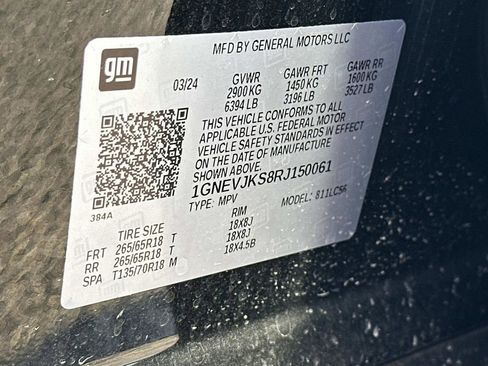 gm
MFD BY GENERAL MOTORS LLC
03/24 GVWR GAWR FRT GAWR RR
2900 KG 1450 KG 1600 KG
6394 LB 3196 LB 3527 LB
THIS VEHICLE CONFORMS TO ALL
APPLICABLE U.S. FEDERAL MOTOR
VEHICLE SAFETY STANDARDS IN EFFECT
ON THE DATE OF MANUFACTURE
SHOWN ABOVE.
1GNEVJKS8RJ150061
TYPE: MPV MODEL: 811LC56
384A
TIRE SIZE RIM
FRT 265/65R18 T 18X8J
RR 265/65R18 T 18X8J
SPA T135/70R18 M 18X4.5B